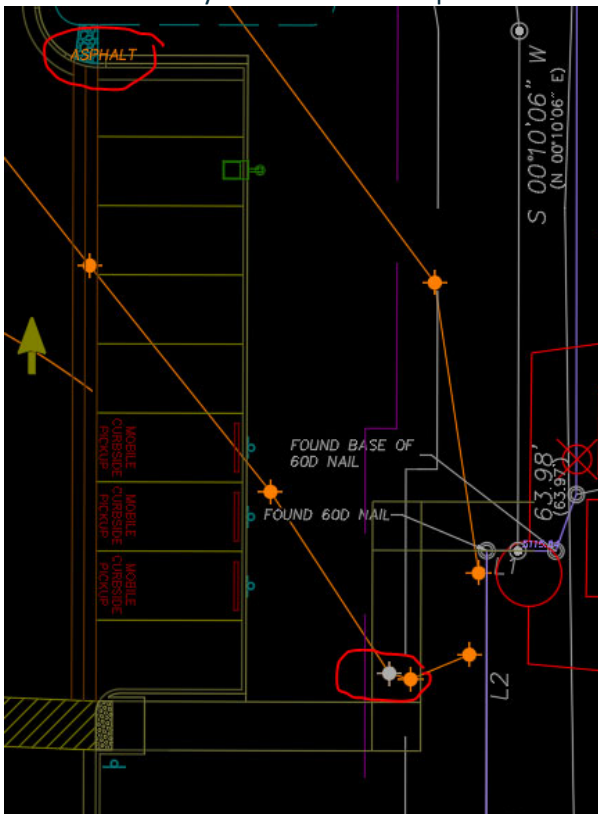 ASPHALT
S 00°10'06" W
(N 00°10'06" E)
MOBILE
CURBSIDE
PICKUP
MOBILE
CURBSIDE
PICKUP
MOBILE
CURBSIDE
PICKUP
FOUND BASE OF
60D NAIL
63.98'
(63.97')
FOUND 60D NAIL
L2